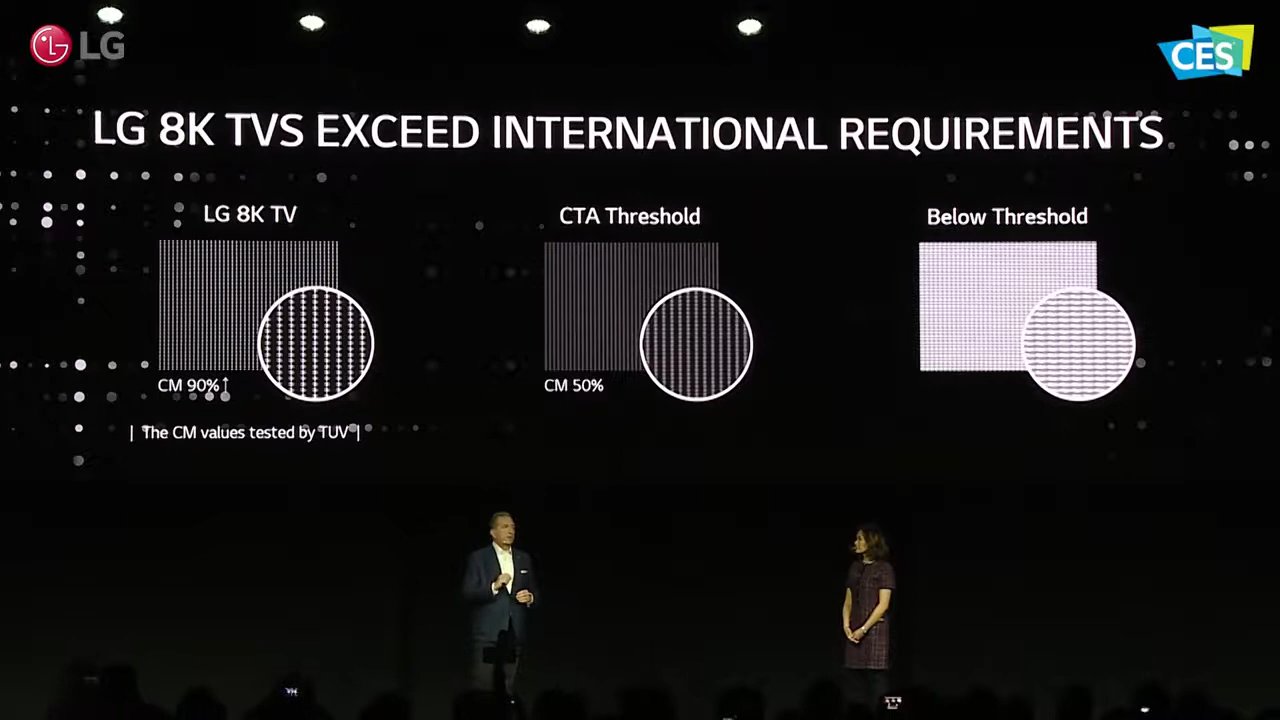 LG
CES
LG 8K TVS EXCEED INTERNATIONAL REQUIREMENTS
LG 8K TV
CTA Threshold
Below Threshold
CM 90%↕
CM 50%
| The CM values tested by TUV |